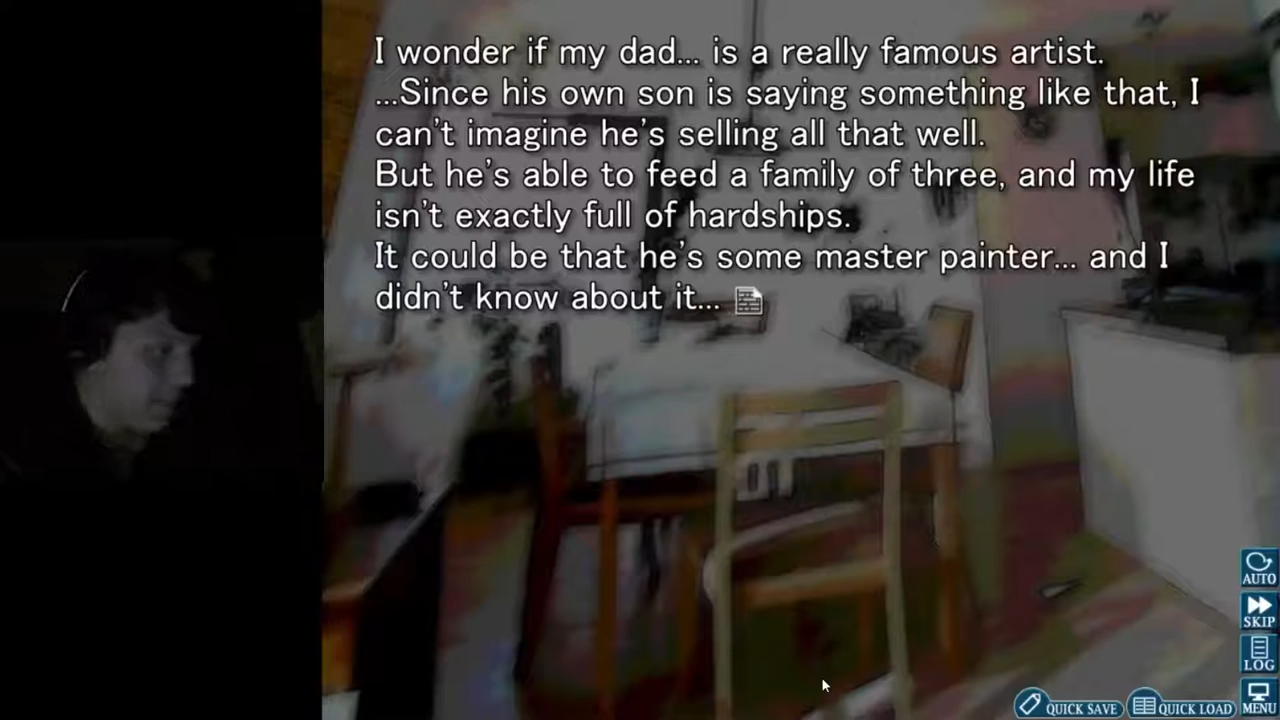 I wonder if my dad... is a really famous artist.
...Since his own son is saying something like that, I
can't imagine he's selling all that well.
But he's able to feed a family of three, and my life
isn't exactly full of hardships.
It could be that he's some master painter... and I
didn't know about it...
AUTO
SKIP
LOG
MENU
QUICK SAVE
QUICK LOAD